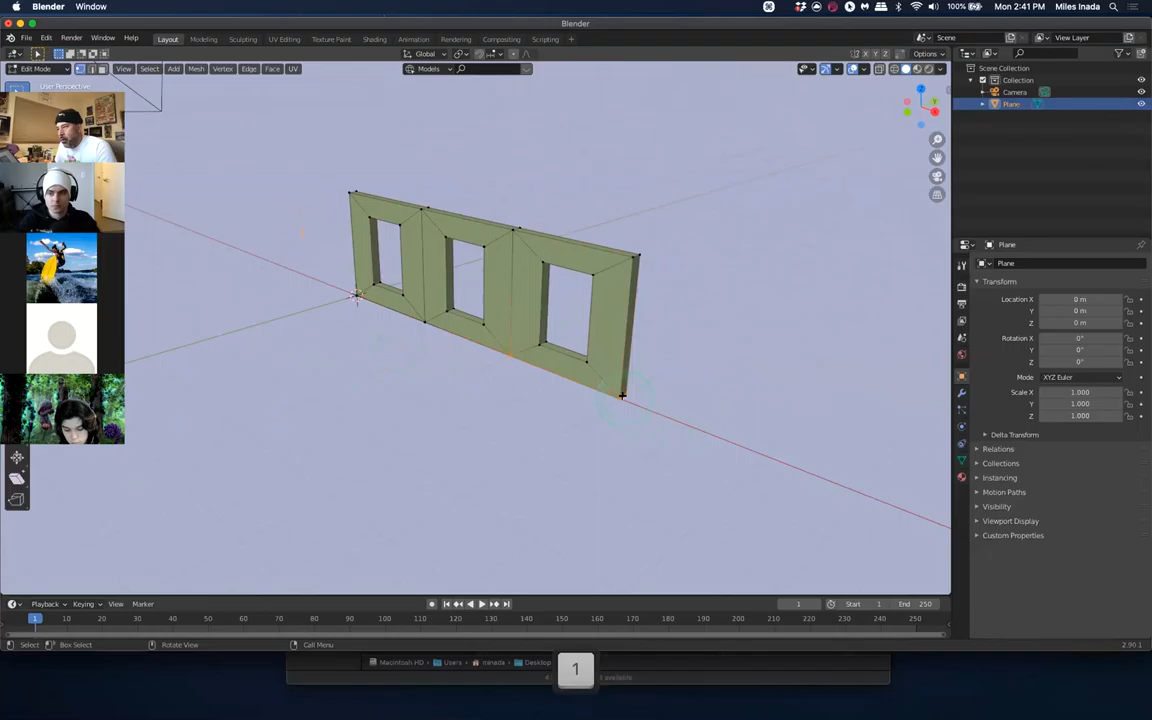 Blender Window
100% Mon 2:41 PM Miles Inada
Blender
File Edit Render Window Help
Layout Modeling Sculpting UV Editing Texture Paint Shading Animation Rendering Compositing Scripting +
Scene View Layer
Global X Y Z Options
Edit Mode View Select Add Mesh Vertex Edge Face UV
Models
User Perspective
Scene Collection
Collection
Camera
Plane
Plane
Plane
Transform
Location X 0 m
Y 0 m
Z 0 m
Rotation X 0°
Y 0°
Z 0°
Mode XYZ Euler
Scale X 1.000
Y 1.000
Z 1.000
Delta Transform
Relations
Collections
Instancing
Motion Paths
Visibility
Viewport Display
Custom Properties
Playback Keying View Marker
1 Start 1 End 250
1 10 20 30 40 50 60 70 80 90 100 110 120 130 140 150 160 170 180 190 200 210 220 230 240 250
Select Box Select Rotate View Call Menu 2.90.1
Macintosh HD Users minada Desktop
available
1